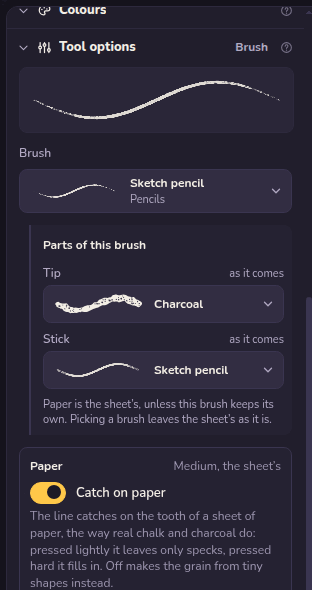 Colours
Tool options
Brush
Brush
Sketch pencil
Pencils
Parts of this brush
Tip
as it comes
Charcoal
Stick
as it comes
Sketch pencil
Paper is the sheet's, unless this brush keeps its
own. Picking a brush leaves the sheet's as it is.
Paper
Medium, the sheet's
Catch on paper
The line catches on the tooth of a sheet of
paper, the way real chalk and charcoal do:
pressed lightly it leaves only specks, pressed
hard it fills in. Off makes the grain from tiny
shapes instead.